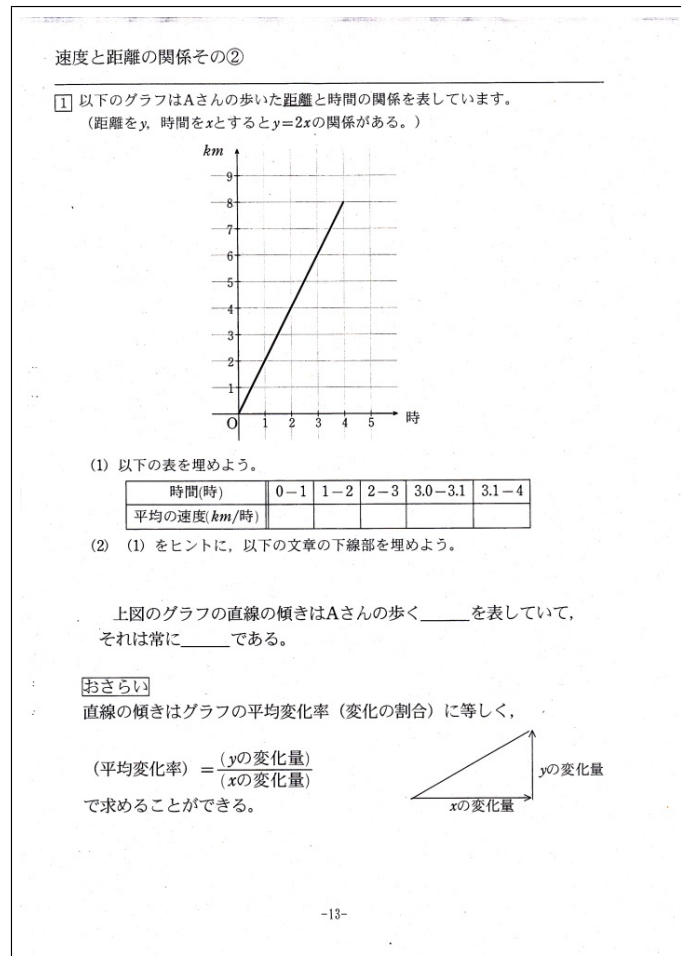 速度と距離の関係その②
1 以下のグラフはAさんの歩いた距離と時間の関係を表しています。
（距離をy，時間をxとするとy=2xの関係がある。）
km
9
8
7
6
5
4
3
2
1
O 1 2 3 4 5 時
(1) 以下の表を埋めよう。
時間(時) 0－1 1－2 2－3 3.0－3.1 3.1－4
平均の速度(km/時)
(2) (1) をヒントに，以下の文章の下線部を埋めよう。
上図のグラフの直線の傾きはAさんの歩く_____を表していて，
それは常に_____である。
おさらい
直線の傾きはグラフの平均変化率（変化の割合）に等しく，
（平均変化率）=(yの変化量)/(xの変化量)
yの変化量
xの変化量
で求めることができる。
-13-